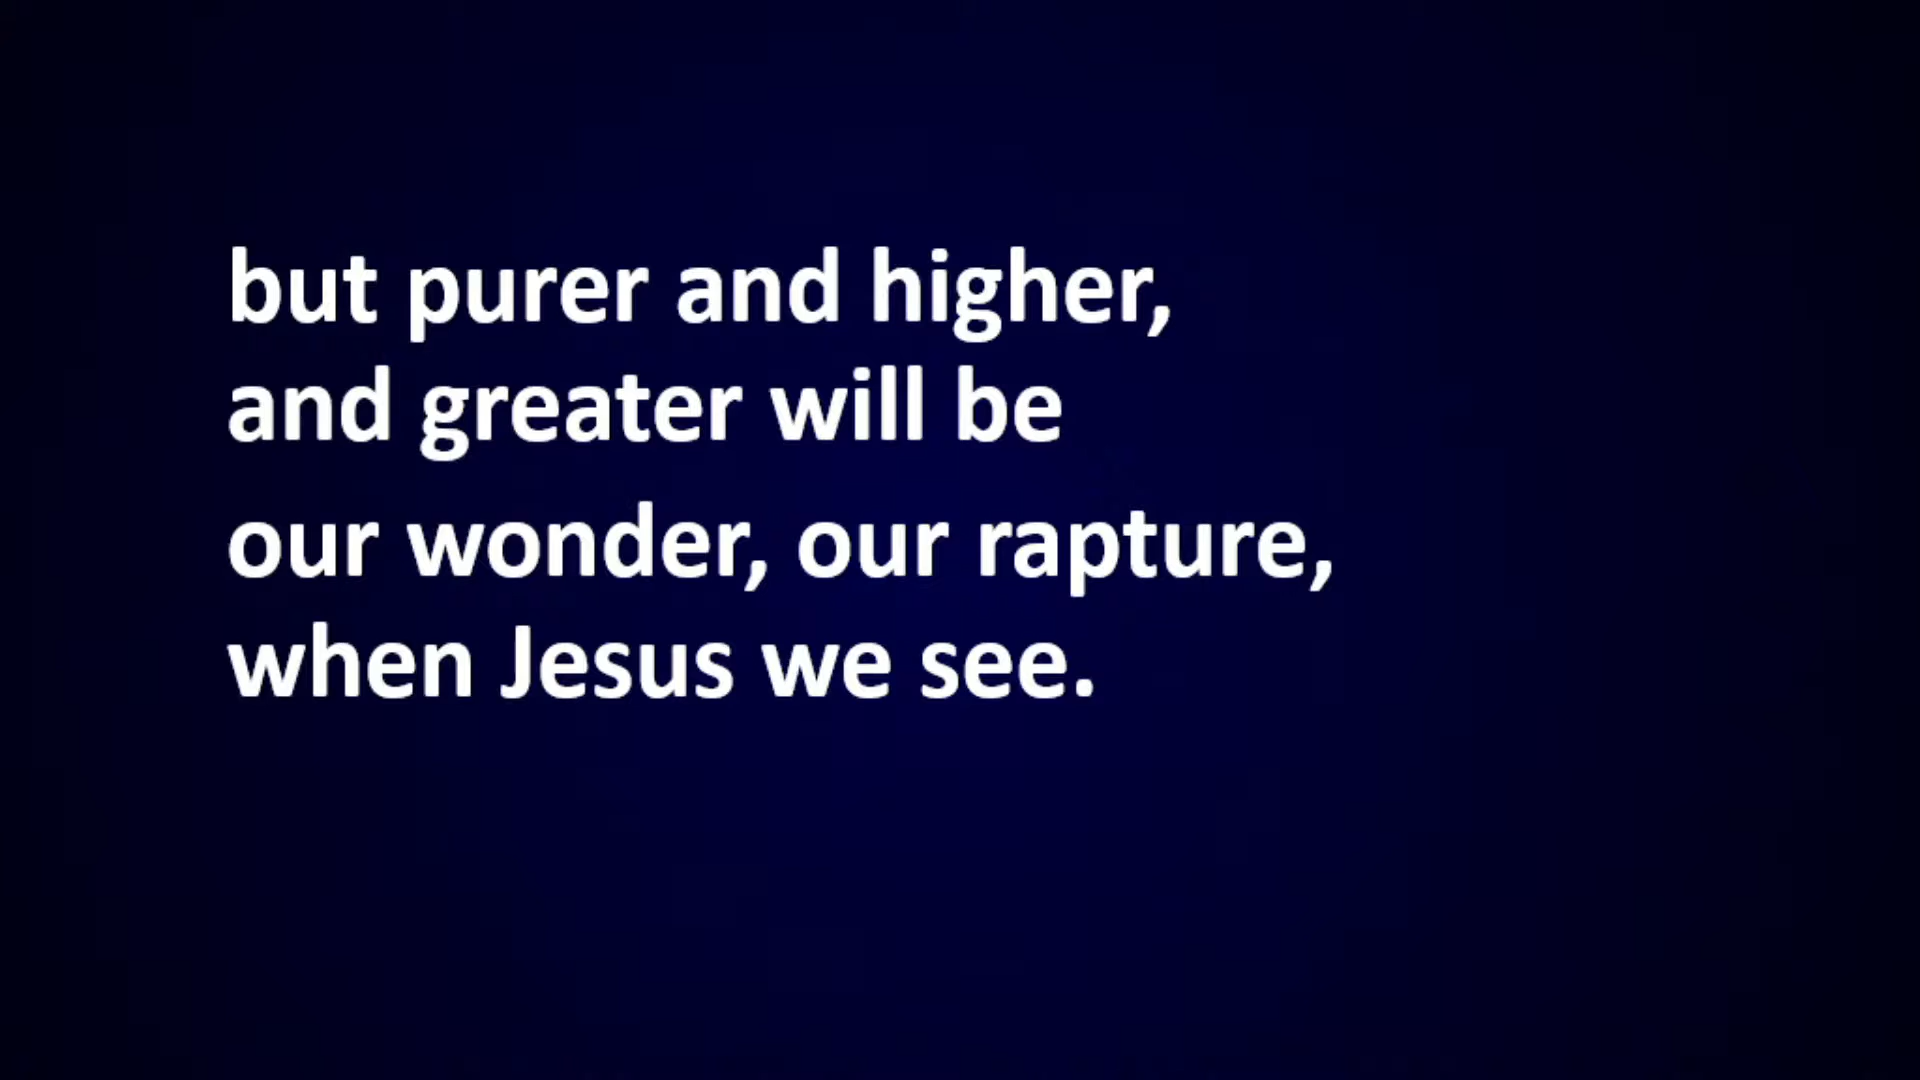 but purer and higher,
and greater will be
our wonder, our rapture,
when Jesus we see.